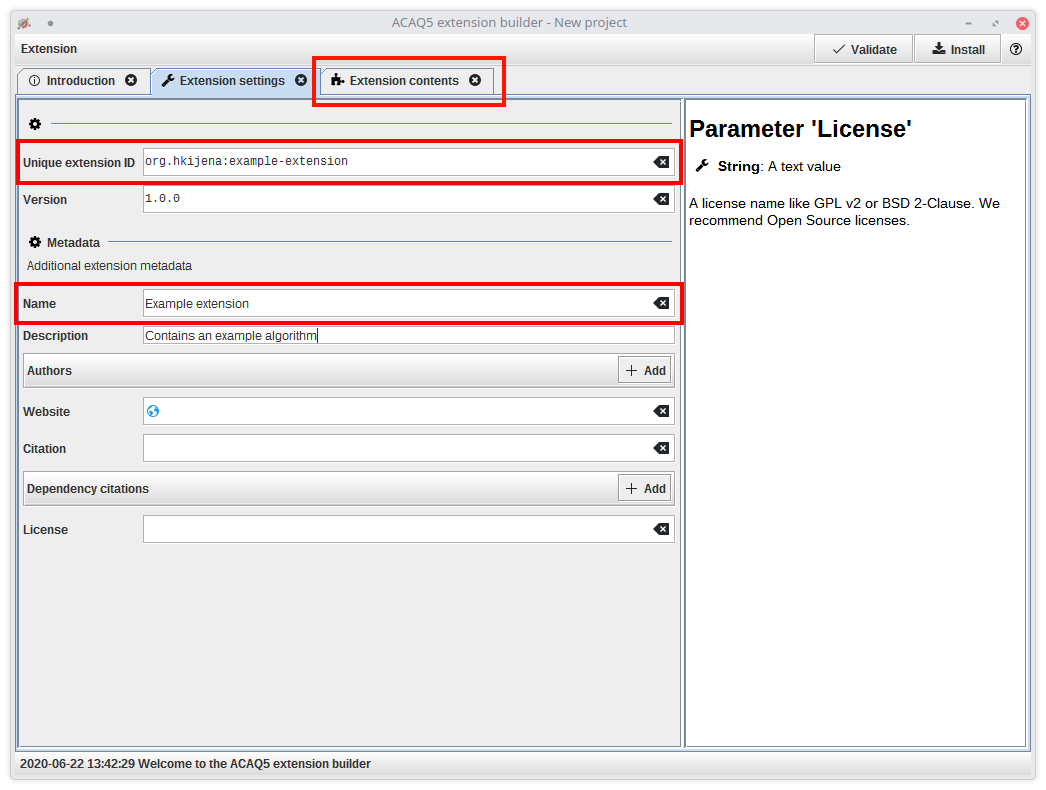 ACAQ5 extension builder - New project
Extension
Validate
Install
Introduction
Extension settings
Extension contents
Unique extension ID
org.hkijena:example-extension
Version
1.0.0
Metadata
Additional extension metadata
Name
Example extension
Description
Contains an example algorithm
Authors
Add
Website
Citation
Dependency citations
Add
License
Parameter 'License'
String: A text value
A license name like GPL v2 or BSD 2-Clause. We
recommend Open Source licenses.
2020-06-22 13:42:29 Welcome to the ACAQ5 extension builder